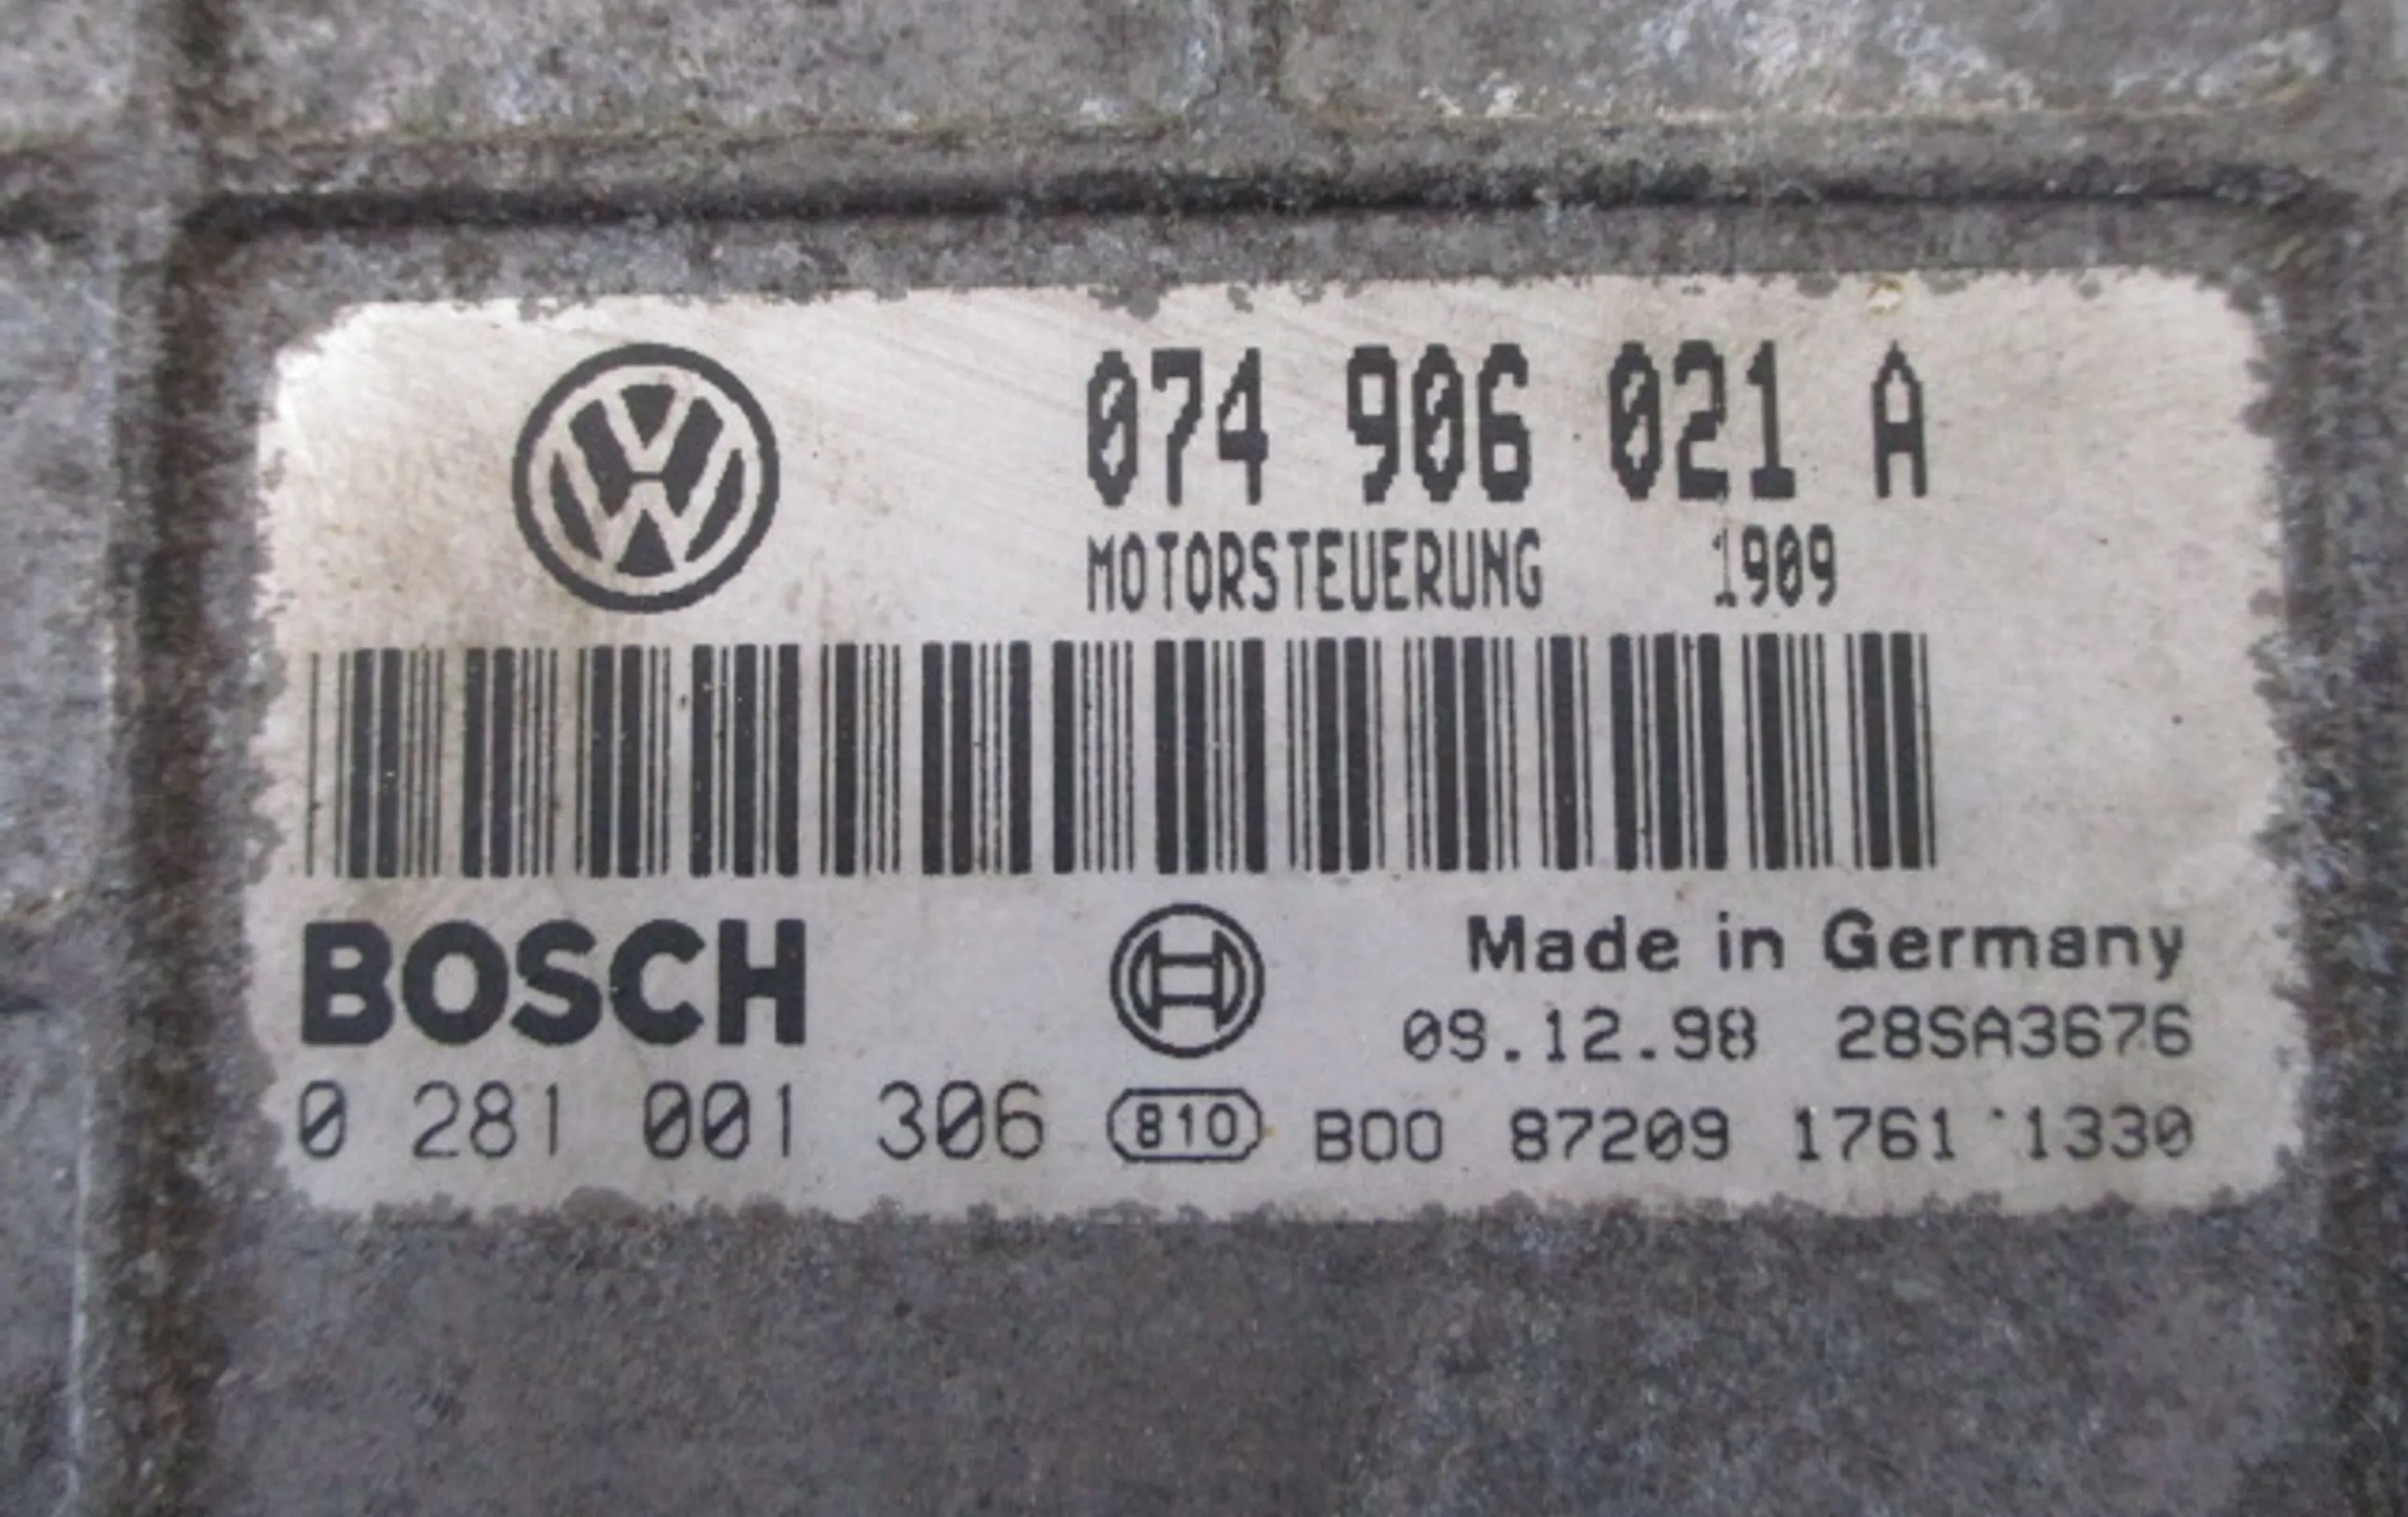 074 906 021 A
MOTORSTEUERUNG 1909
BOSCH
Made in Germany
09.12.98 28SA3676
0 281 001 306 810 B00 87209 1761 1330